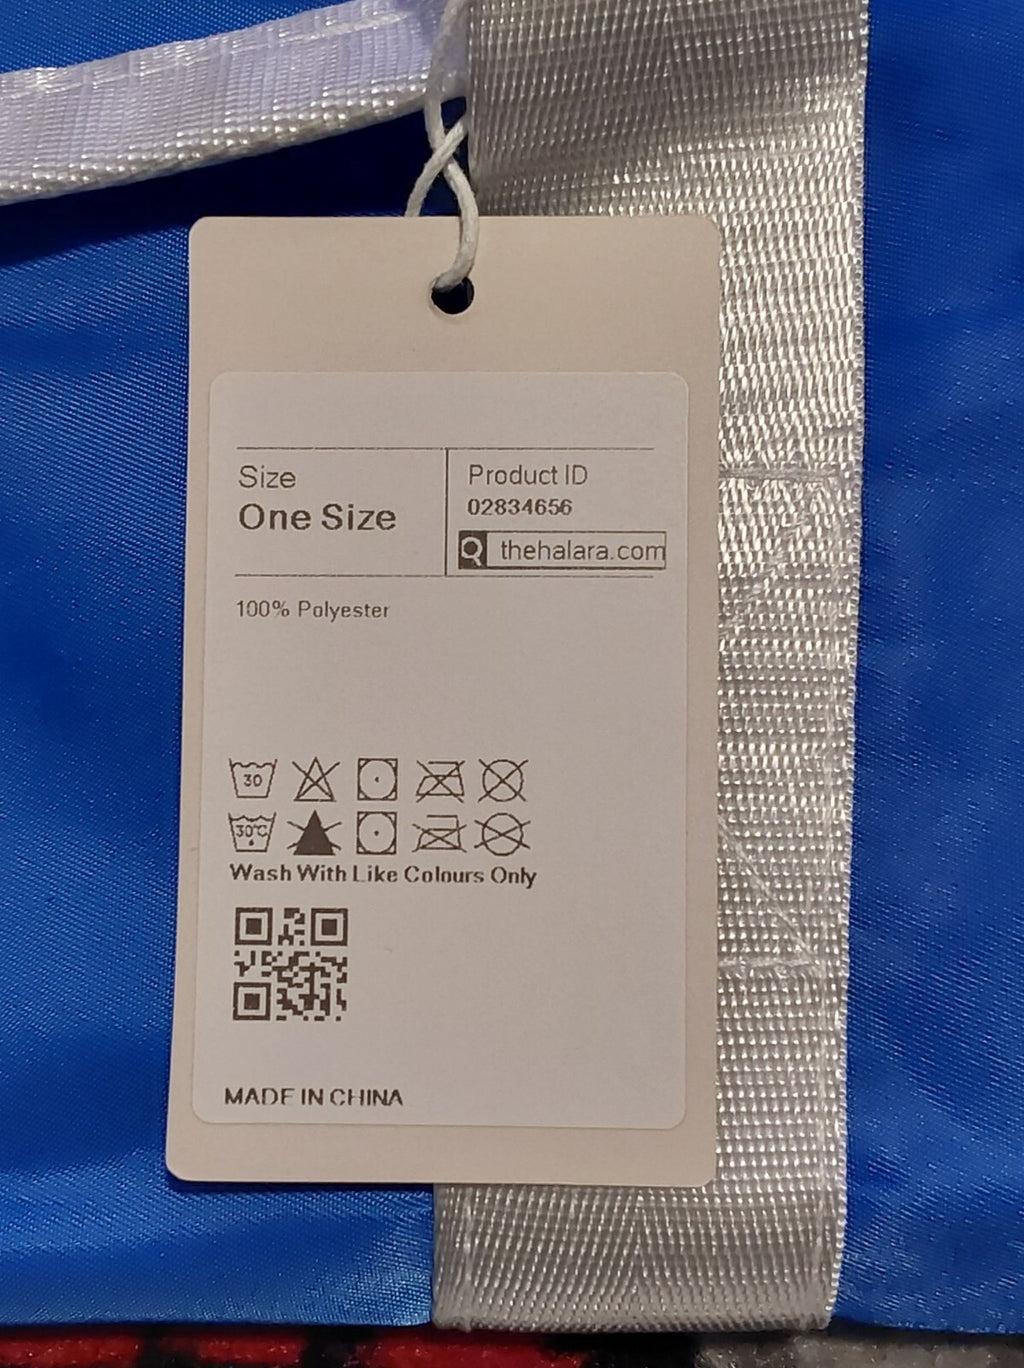 Size
One Size
Product ID
02834656
thehalara.com
100% Polyester
30
30°C
Wash With Like Colours Only
MADE IN CHINA